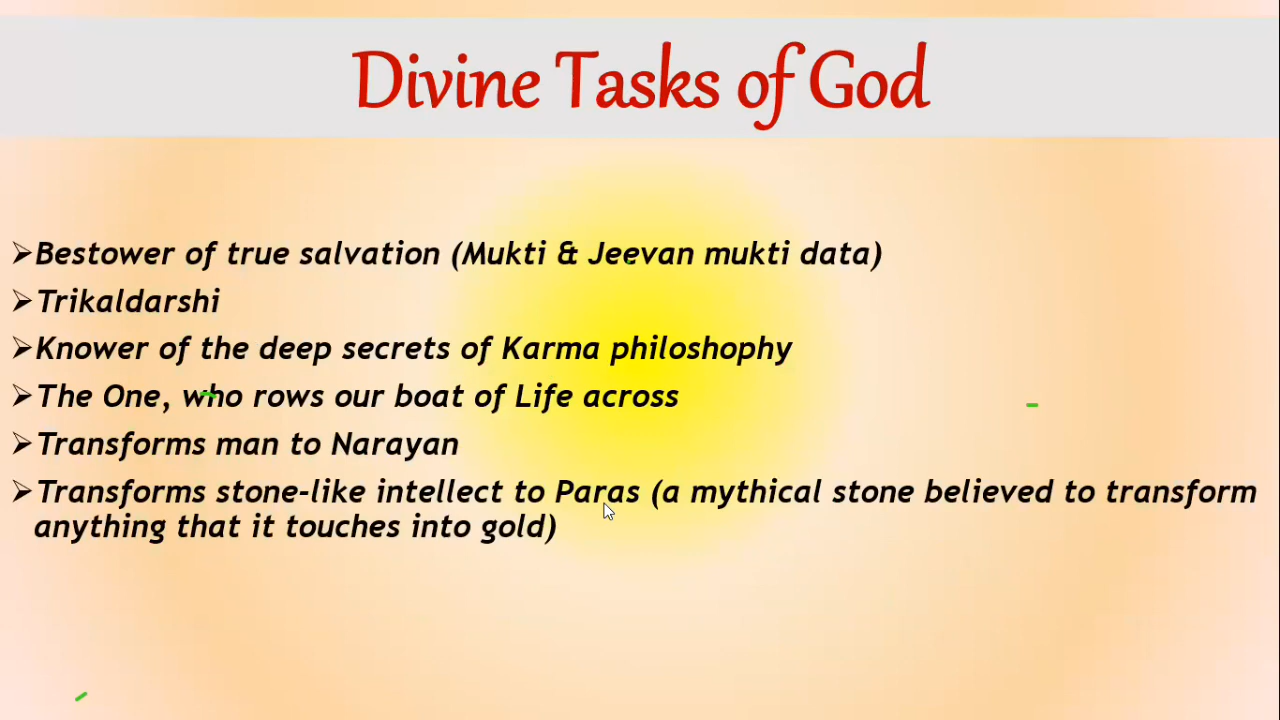 Divine Tasks of God
➢Bestower of true salvation (Mukti & Jeevan mukti data)
➢Trikaldarshi
➢Knower of the deep secrets of Karma philoshophy
➢The One, who rows our boat of Life across
➢Transforms man to Narayan
➢Transforms stone-like intellect to Paras (a mythical stone believed to transform
anything that it touches into gold)